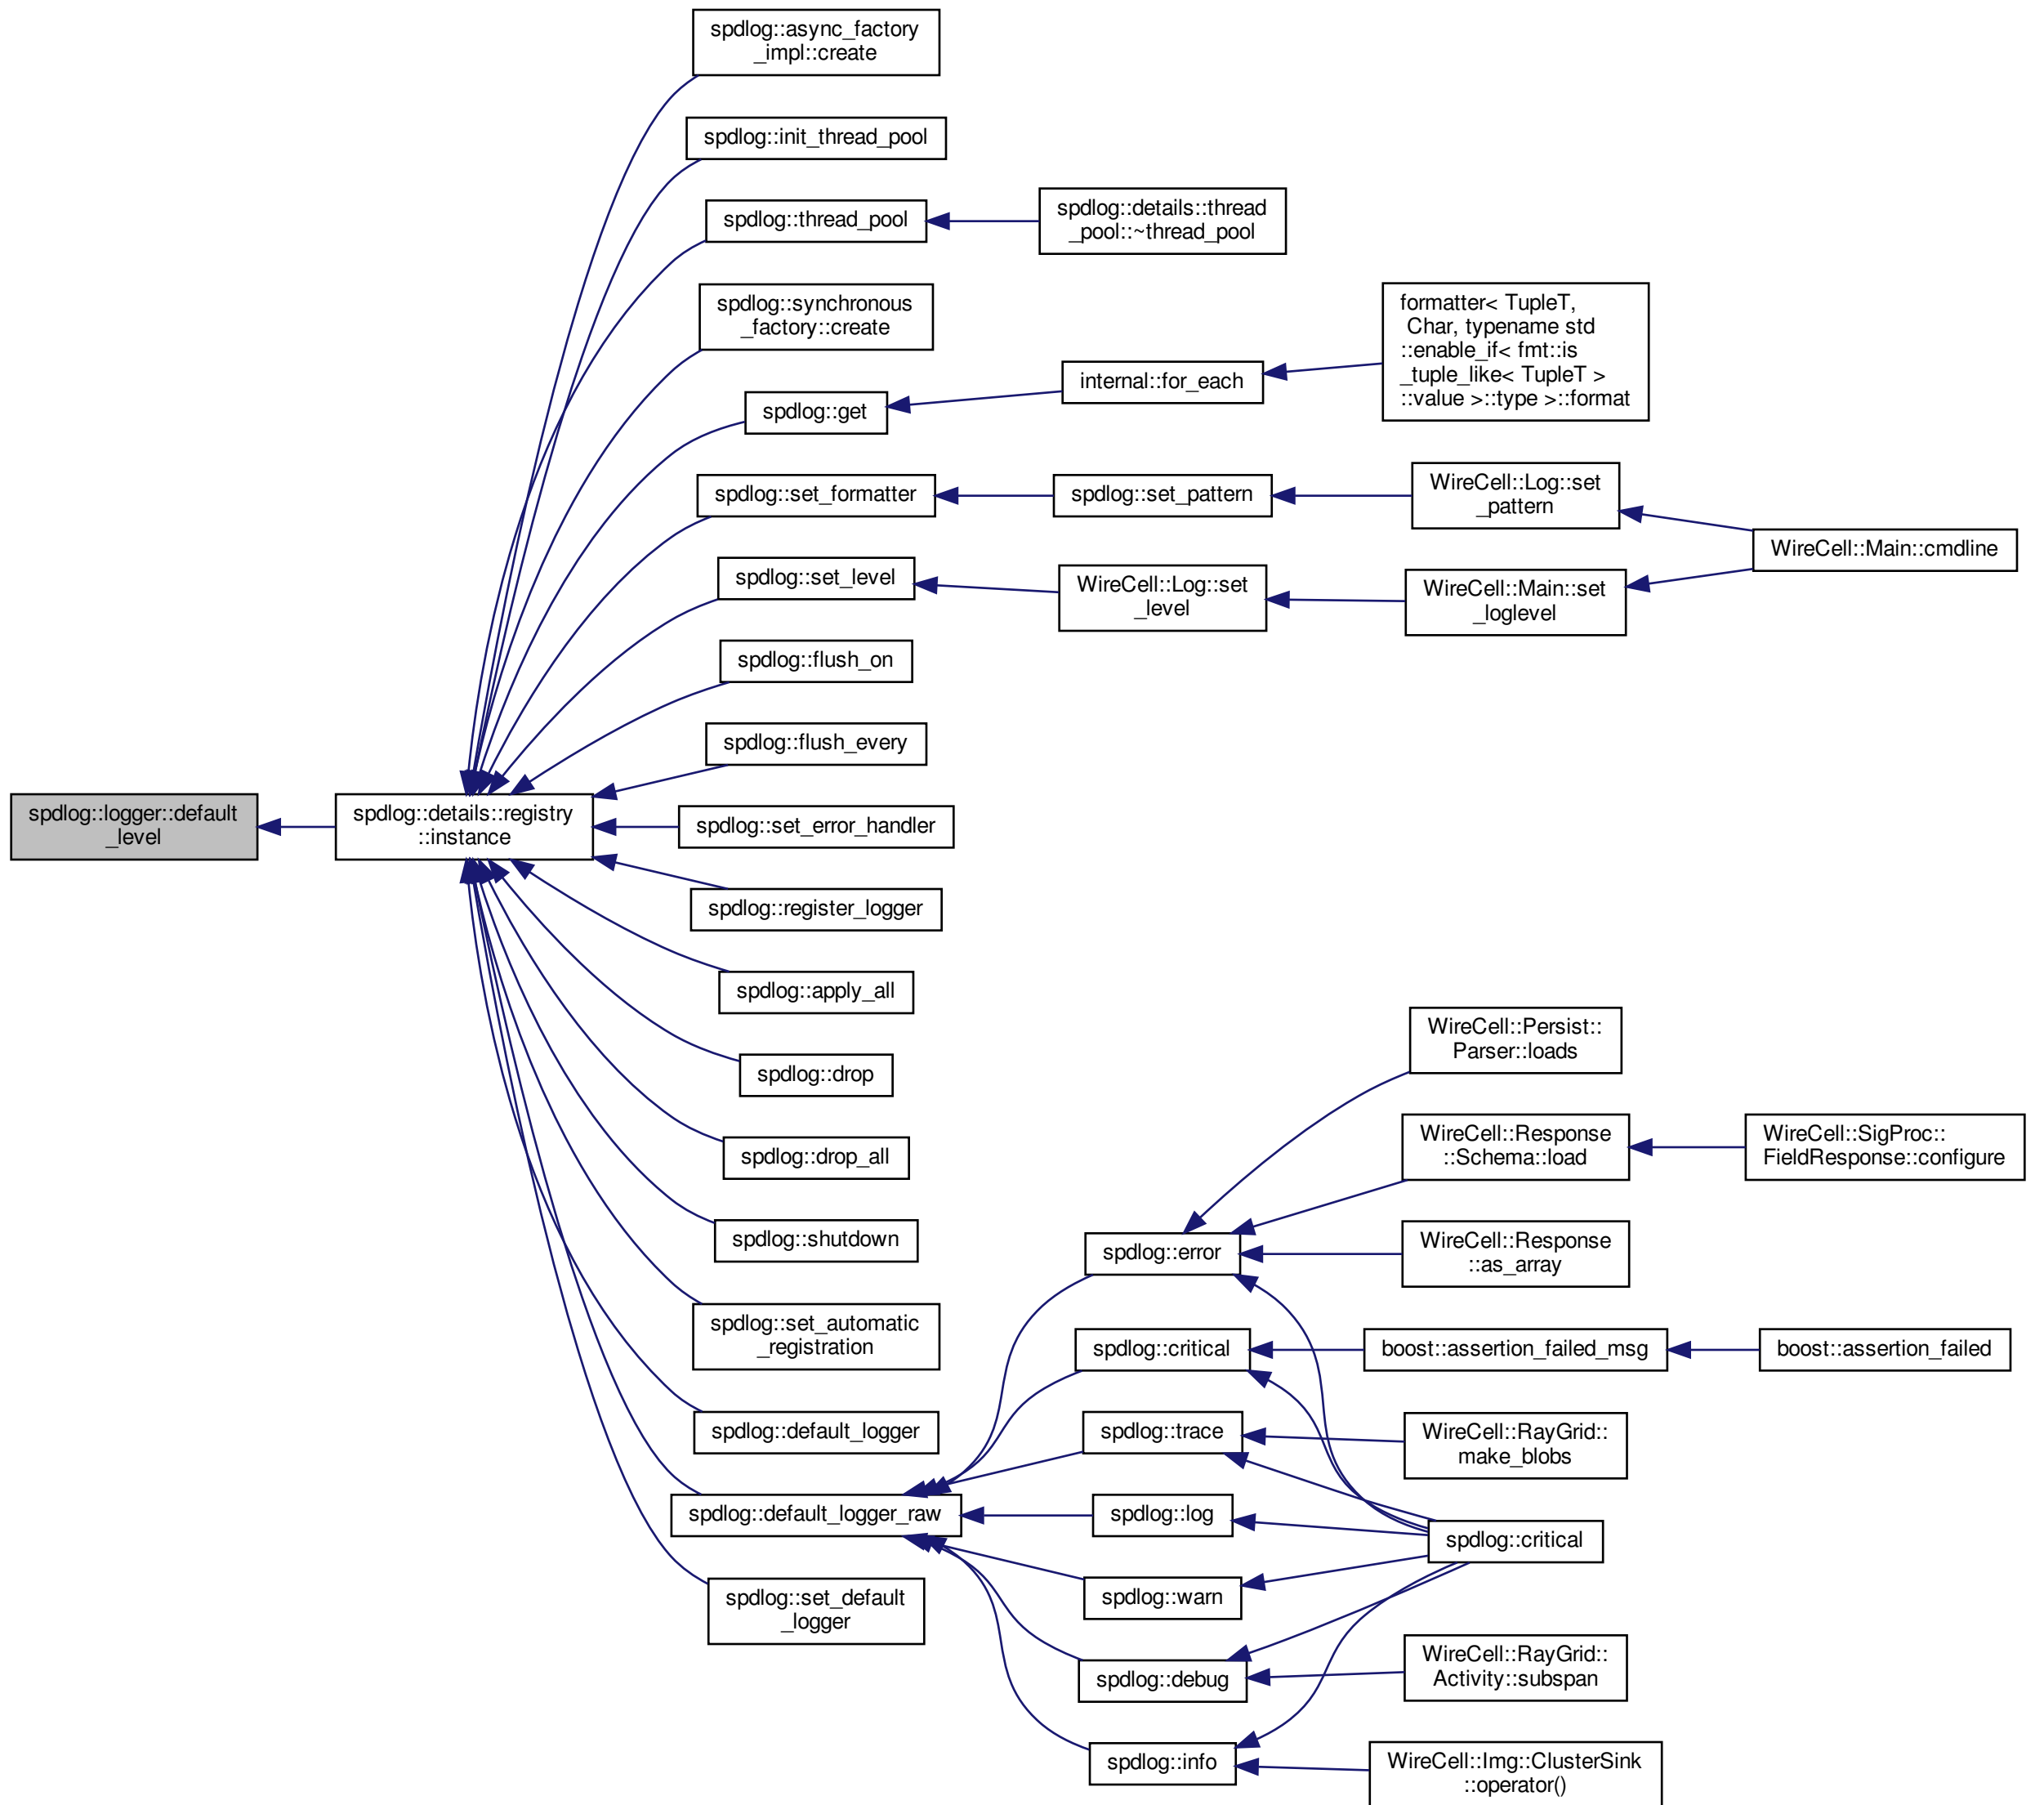 spdlog::async_factory
_impl::create
spdlog::init_thread_pool
spdlog::thread_pool
spdlog::details::thread
_pool::~thread_pool
spdlog::synchronous
_factory::create
formatter< TupleT,
Char, typename std
::enable_if< fmt::is
_tuple_like< TupleT >
::value >::type >::format
internal::for_each
spdlog::get
spdlog::set_formatter
spdlog::set_pattern
WireCell::Log::set
_pattern
WireCell::Main::cmdline
spdlog::set_level
WireCell::Log::set
_level
WireCell::Main::set
_loglevel
spdlog::flush_on
spdlog::flush_every
spdlog::logger::default
_level
spdlog::details::registry
::instance
spdlog::set_error_handler
spdlog::register_logger
spdlog::apply_all
spdlog::drop
spdlog::drop_all
spdlog::shutdown
spdlog::set_automatic
_registration
spdlog::default_logger
spdlog::default_logger_raw
spdlog::set_default
_logger
WireCell::Persist::
Parser::loads
WireCell::Response
::Schema::load
WireCell::SigProc::
FieldResponse::configure
spdlog::error
WireCell::Response
::as_array
spdlog::critical
boost::assertion_failed_msg
boost::assertion_failed
spdlog::trace
WireCell::RayGrid::
make_blobs
spdlog::log
spdlog::critical
spdlog::warn
spdlog::debug
WireCell::RayGrid::
Activity::subspan
spdlog::info
WireCell::Img::ClusterSink
::operator()